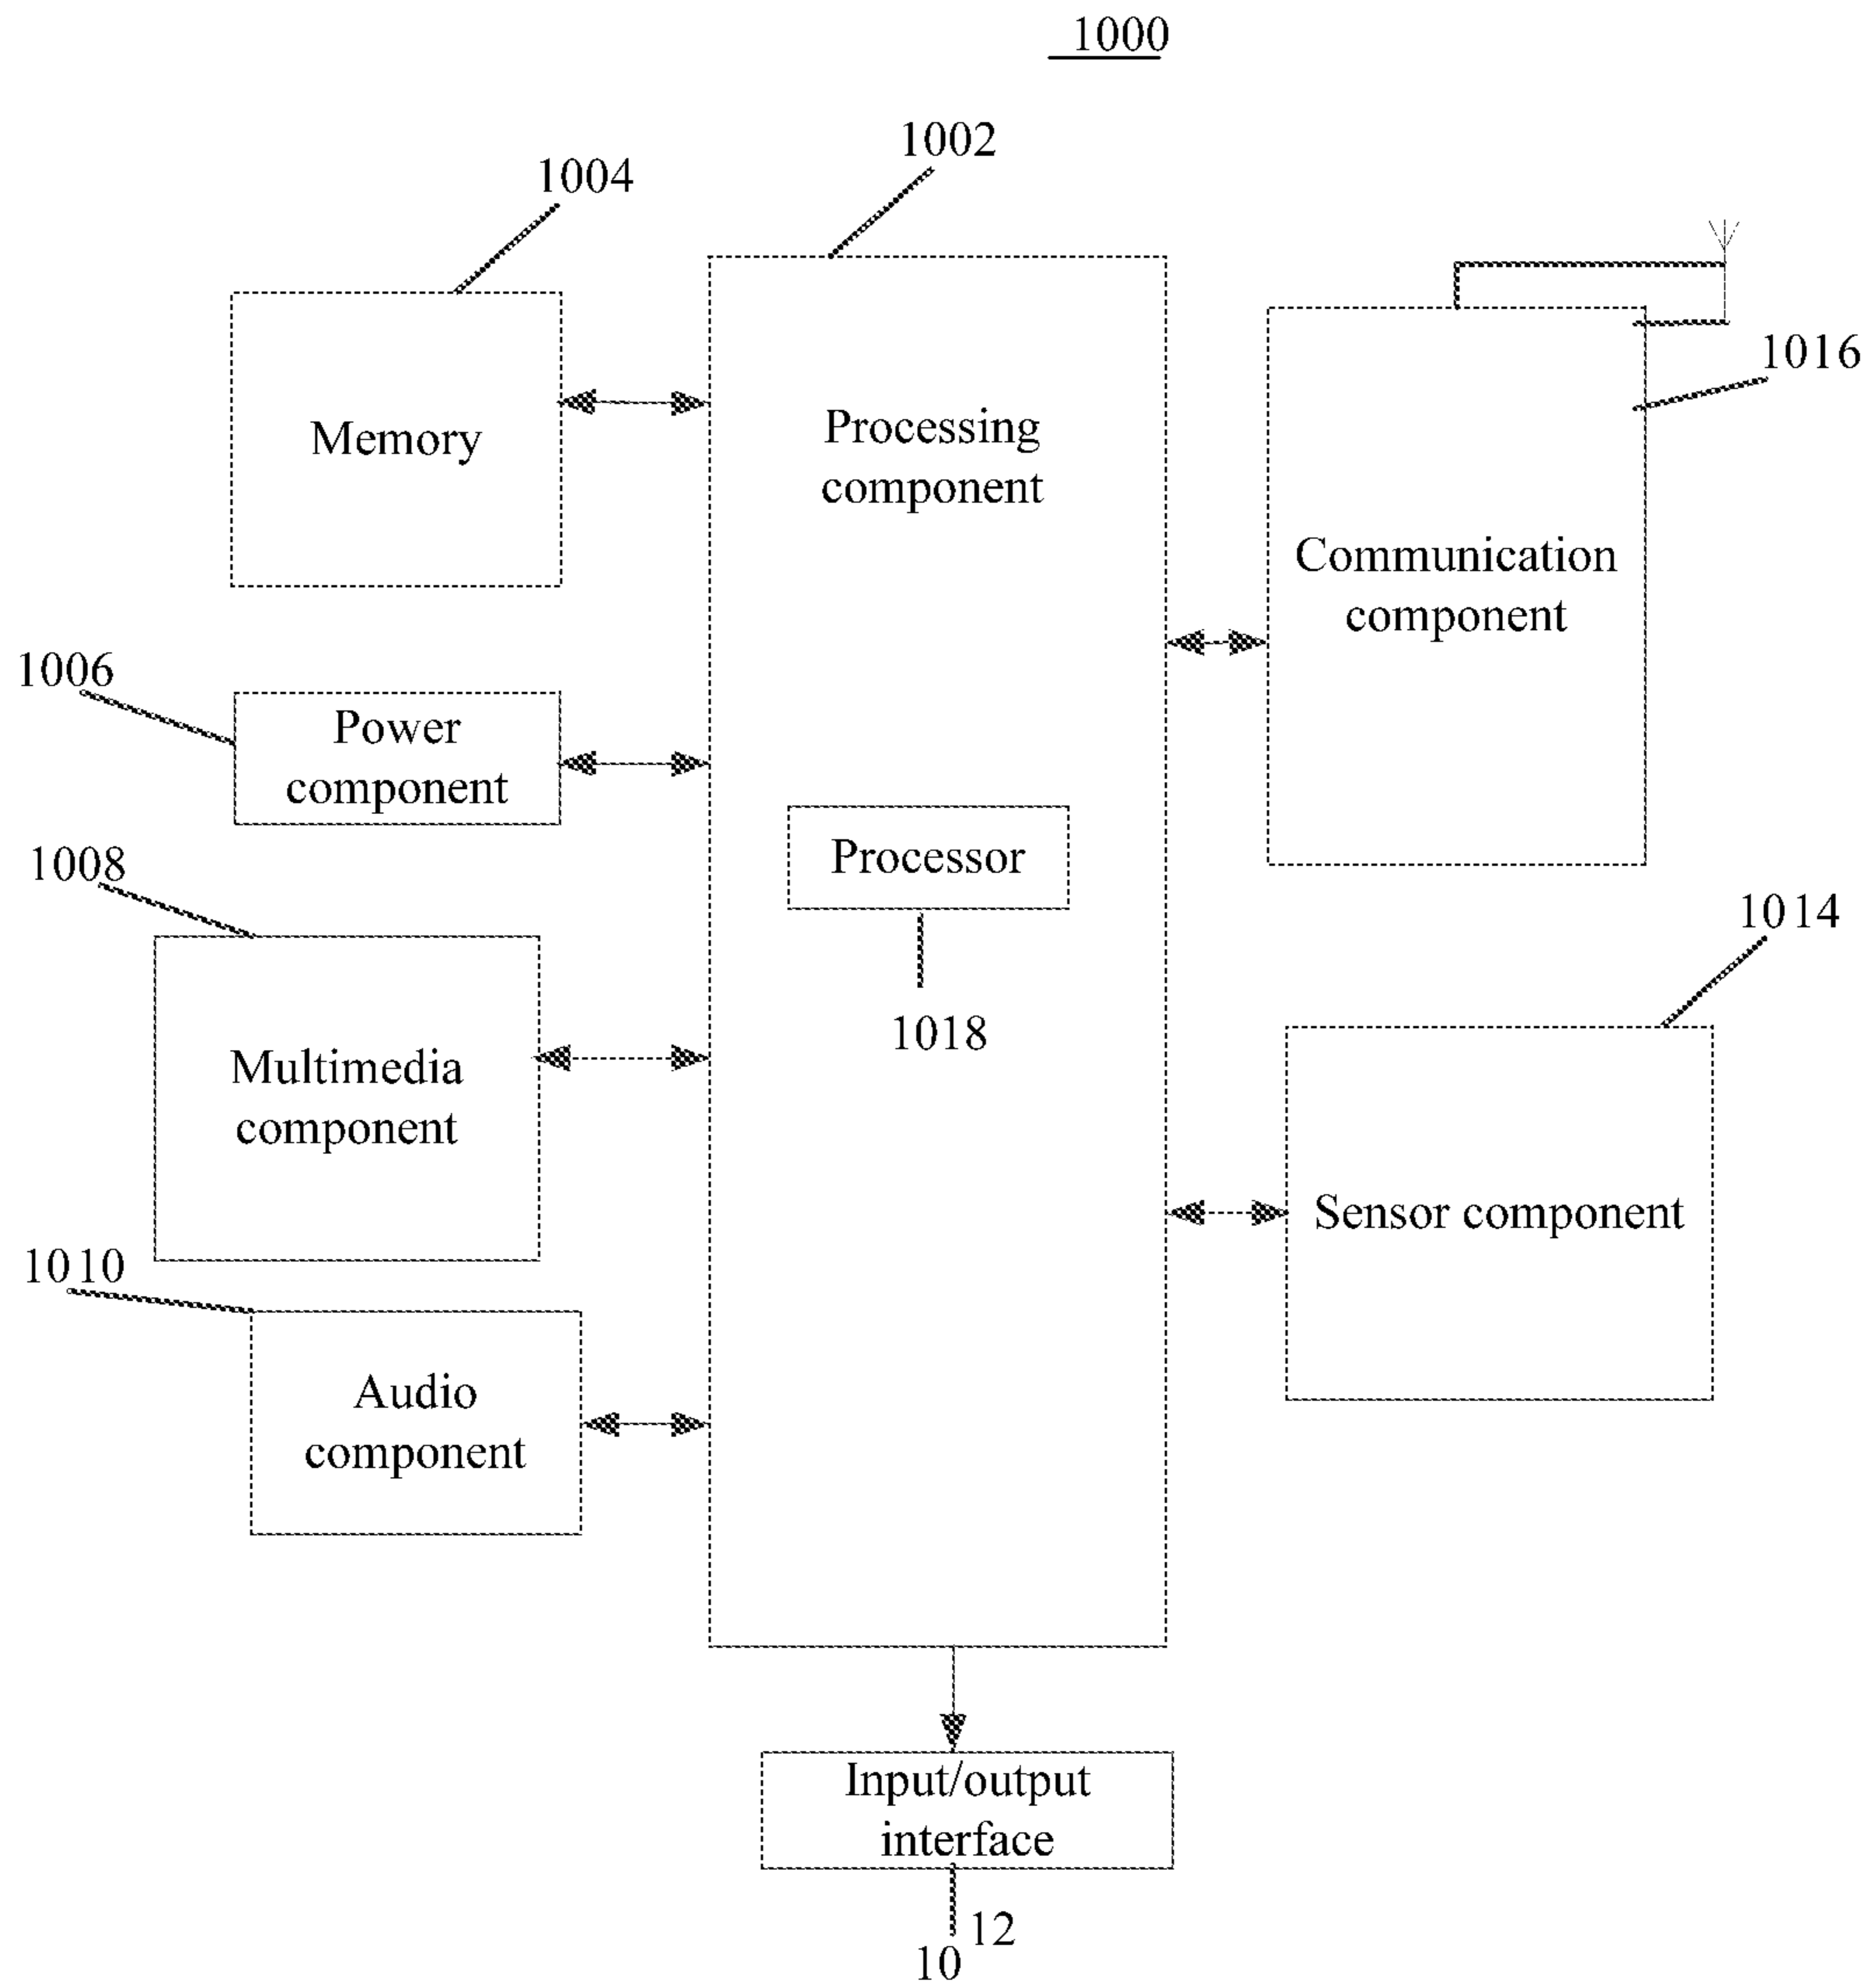 1000
1002
1004
1016
Memory
Processing
component
Communication
component
1006
Power
component
Processor
1008
1014
1018
Multimedia
component
Sensor component
1010
Audio
component
Input/output
interface
12
10